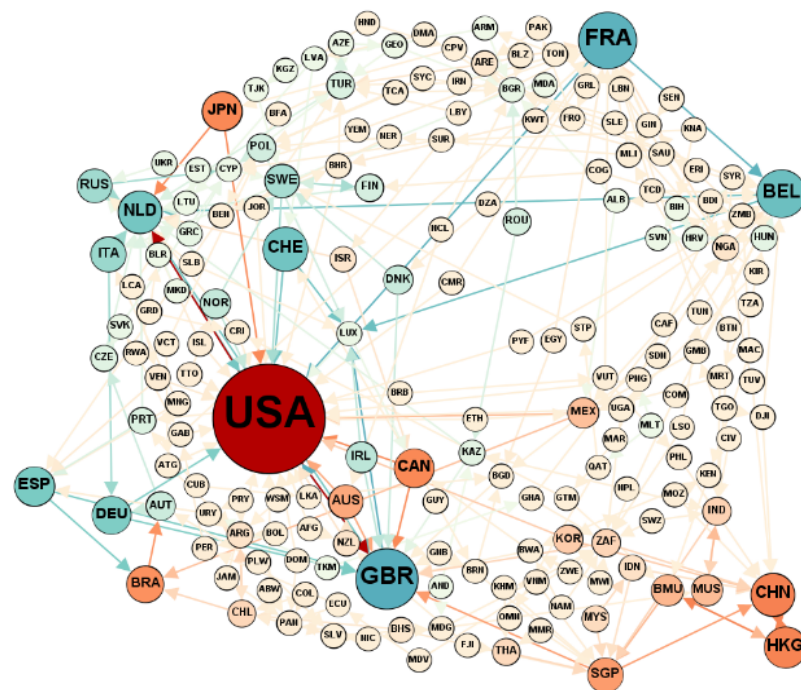 HND
DMA
ARM
PAK
FRA
LVA
AZE
GEO
CPV
ARE
BLZ
TON
KGZ
TUR
TCA
SYC
IRN
BGR
MDA
GRL
LBN
SEN
TJK
JPN
BFA
LBY
KWT
FRO
SLE
GIN
KNA
YEM
NER
SUR
POL
MLI
SAU
UKR
EST
CYP
BHR
SWE
FIN
COG
TCD
ERI
SYR
RUS
NLD
LTU
BEN
JOR
DZA
ALB
BIH
BDI
BEL
ZMB
GRC
CHE
NCL
ROU
SVN
HRV
NGA
HUN
ITA
BLR
SLB
ISR
LCA
MKD
DNK
CMR
KIR
GRD
NOR
TZA
SVK
VCT
ISL
CRI
LUX
PYF
EGY
STP
CAF
TUN
BTN
CZE
RWA
SDN
GMB
MAC
VEN
TTO
VUT
PNG
MRT
TUV
MNG
USA
BRB
UGA
COM
TGO
PRT
GAB
ETH
MEX
MLT
LSO
DJI
MAR
CIV
ATG
IRL
KAZ
PHL
CAN
BGD
QAT
KEN
ESP
CUB
NPL
DEU
AUT
PRY
WSM
LKA
AUS
GUY
GHA
GTM
MOZ
IND
URY
SWZ
ARG
BOL
AFG
NZL
KOR
ZAF
PER
BWA
GNB
PLW
DOM
TKM
GBR
BRN
ZWE
IDN
BRA
JAM
ABW
COL
AND
KHM
VNM
MWI
BMU
MUS
CHN
CHL
ECU
NAM
PAN
OMN
MYS
SLV
NIC
BHS
MDG
MMR
HKG
FJI
THA
MDV
SGP